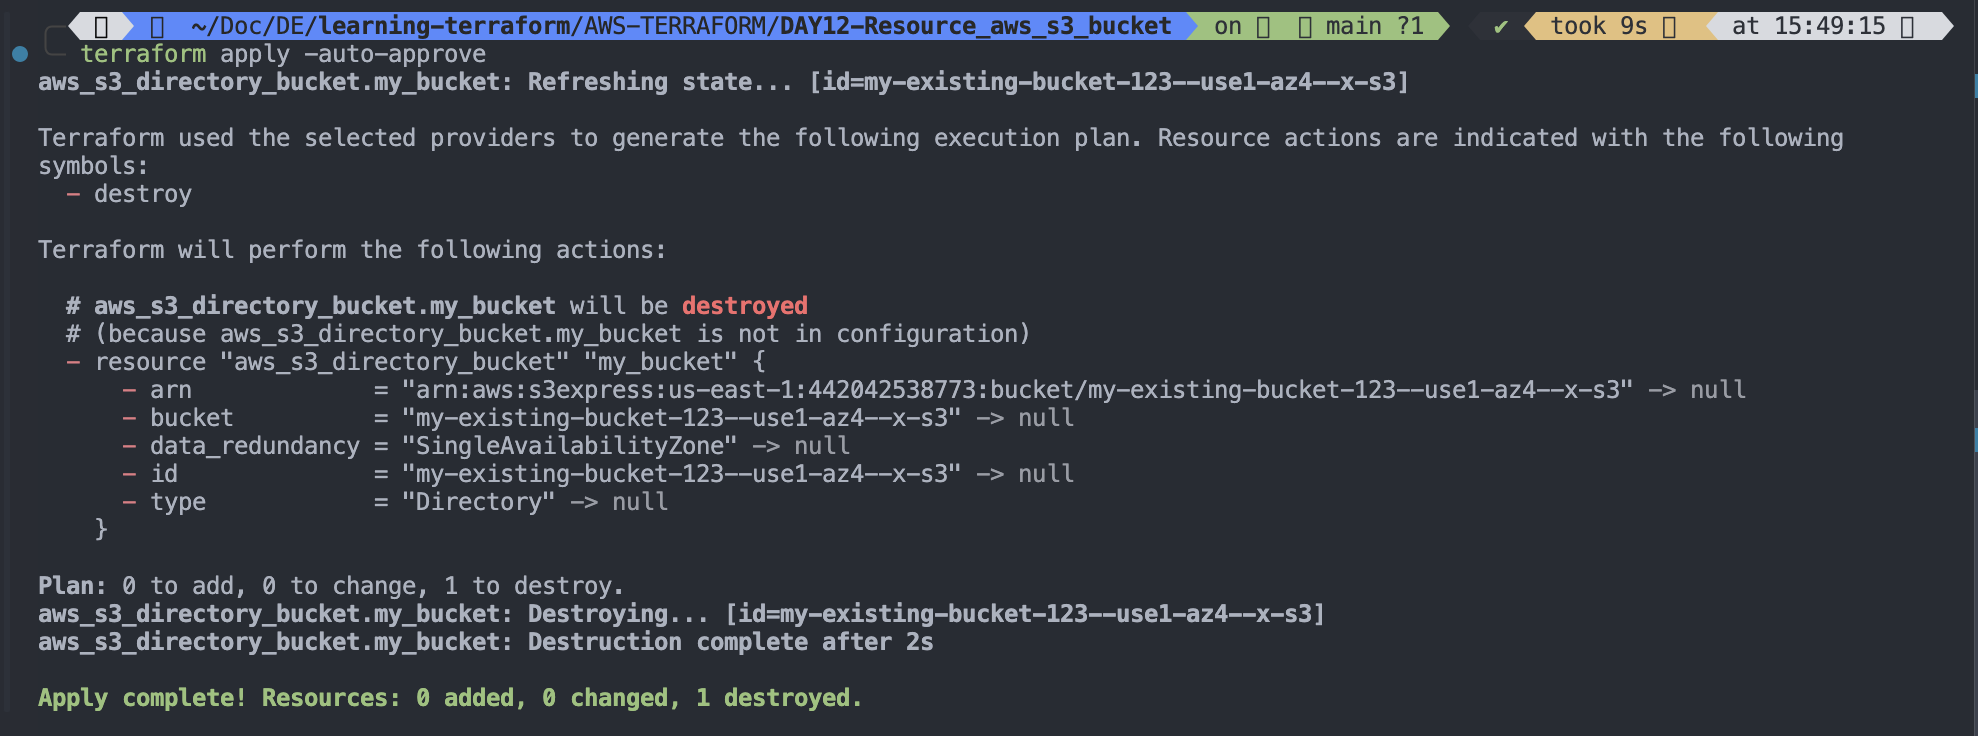 ~/Doc/DE/learning-terraform/AWS-TERRAFORM/DAY12-Resource_aws_s3_bucket on main ?1 ✔ took 9s at 15:49:15
terraform apply -auto-approve
aws_s3_directory_bucket.my_bucket: Refreshing state... [id=my-existing-bucket-123--use1-az4--x-s3]
Terraform used the selected providers to generate the following execution plan. Resource actions are indicated with the following
symbols:
- destroy
Terraform will perform the following actions:
# aws_s3_directory_bucket.my_bucket will be destroyed
# (because aws_s3_directory_bucket.my_bucket is not in configuration)
- resource "aws_s3_directory_bucket" "my_bucket" {
- arn = "arn:aws:s3express:us-east-1:442042538773:bucket/my-existing-bucket-123--use1-az4--x-s3" -> null
- bucket = "my-existing-bucket-123--use1-az4--x-s3" -> null
- data_redundancy = "SingleAvailabilityZone" -> null
- id = "my-existing-bucket-123--use1-az4--x-s3" -> null
- type = "Directory" -> null
}
Plan: 0 to add, 0 to change, 1 to destroy.
aws_s3_directory_bucket.my_bucket: Destroying... [id=my-existing-bucket-123--use1-az4--x-s3]
aws_s3_directory_bucket.my_bucket: Destruction complete after 2s
Apply complete! Resources: 0 added, 0 changed, 1 destroyed.